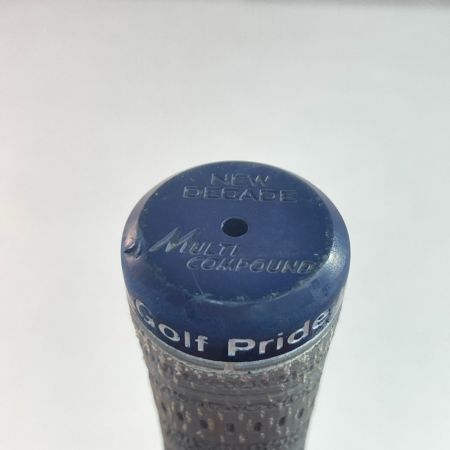 NEW
DECADE
MULTI
COMPOUND
Golf Pride